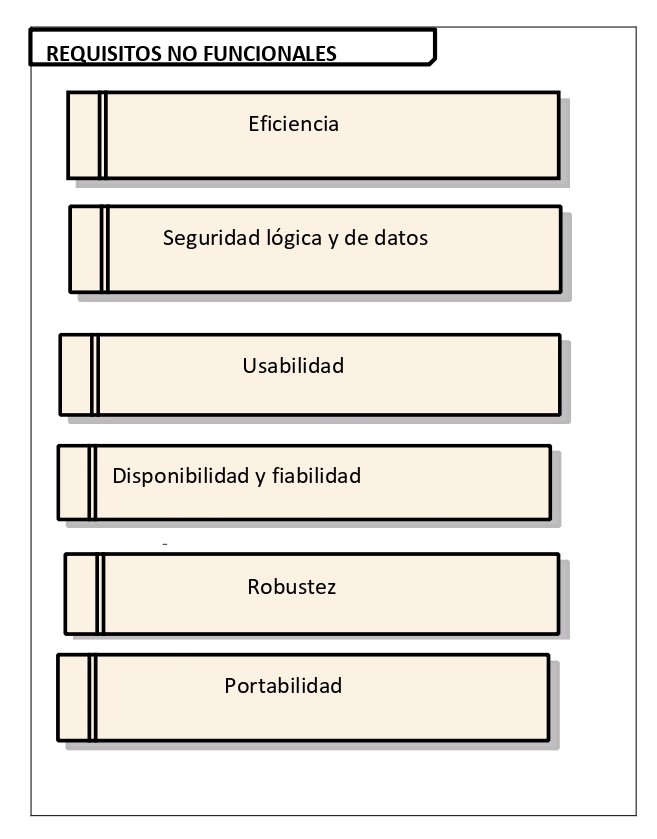 REQUISITOS NO FUNCIONALES
Eficiencia
Seguridad lógica y de datos
Usabilidad
Disponibilidad y fiabilidad
Robustez
Portabilidad